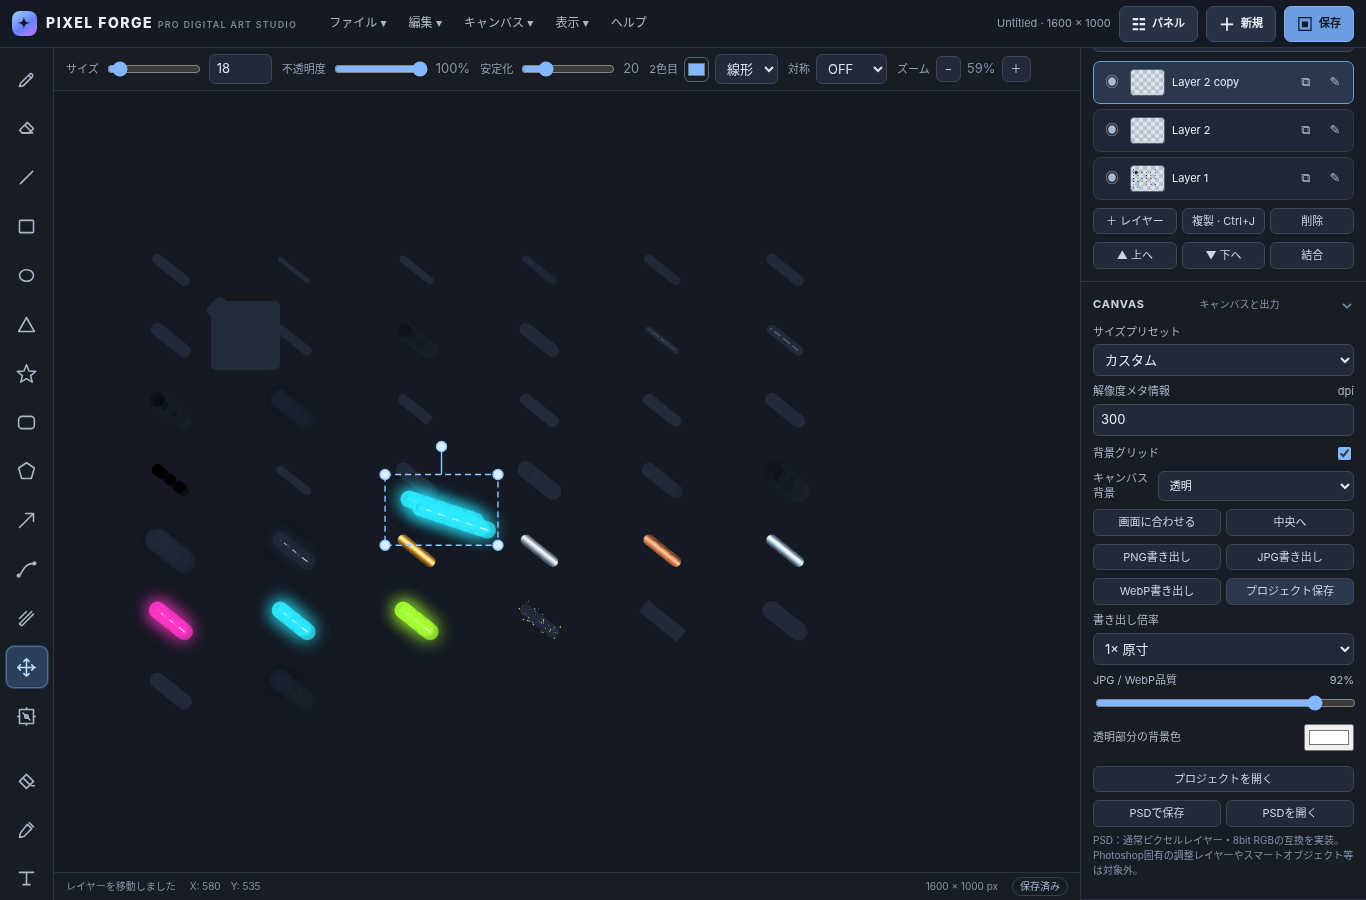 PIXEL FORGE PRO DIGITAL ART STUDIO ファイル ▾ 編集 ▾ キャンバス ▾ 表示 ▾ ヘルプ Untitled · 1600 × 1000 パネル 新規 保存
サイズ 18 不透明度 100% 安定化 20 2色目 線形 対称 OFF ズーム − 59% ＋
Layer 2 copy
Layer 2
Layer 1
＋ レイヤー 複製 · Ctrl+J 削除
▲ 上へ ▼ 下へ 結合
CANVAS キャンバスと出力
サイズプリセット
カスタム
解像度メタ情報 dpi
300
背景グリッド
キャンバス
背景 透明
画面に合わせる 中央へ
PNG書き出し JPG書き出し
WebP書き出し プロジェクト保存
書き出し倍率
1× 原寸
JPG / WebP品質 92%
透明部分の背景色
プロジェクトを開く
PSDで保存 PSDを開く
PSD：通常ピクセルレイヤー・8bit RGBの互換を実装。
Photoshop固有の調整レイヤーやスマートオブジェクト等
は対象外。
レイヤーを移動しました X: 580 Y: 535 1600 × 1000 px 保存済み